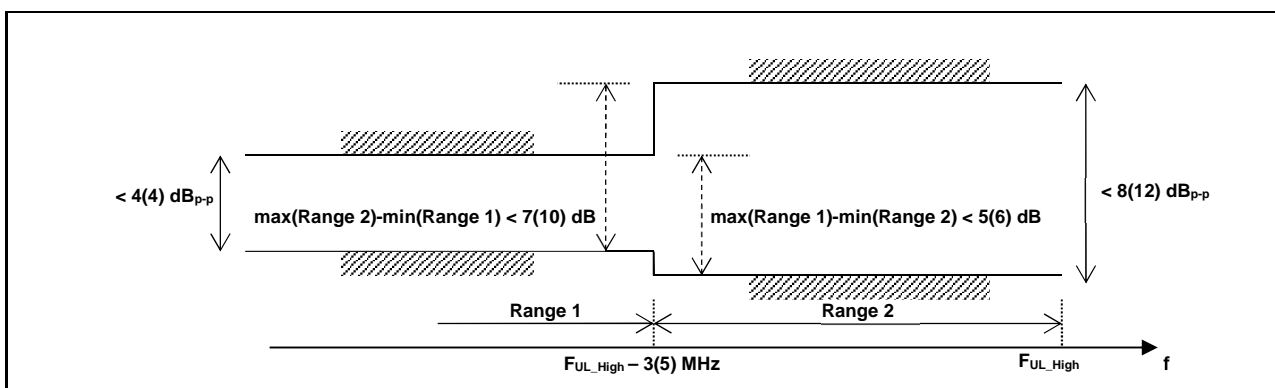 < 4(4) dBp-p
max(Range 2)-min(Range 1) < 7(10) dB
max(Range 1)-min(Range 2) < 5(6) dB
< 8(12) dBp-p
Range 1
Range 2
FUL_High – 3(5) MHz
FUL_High
f